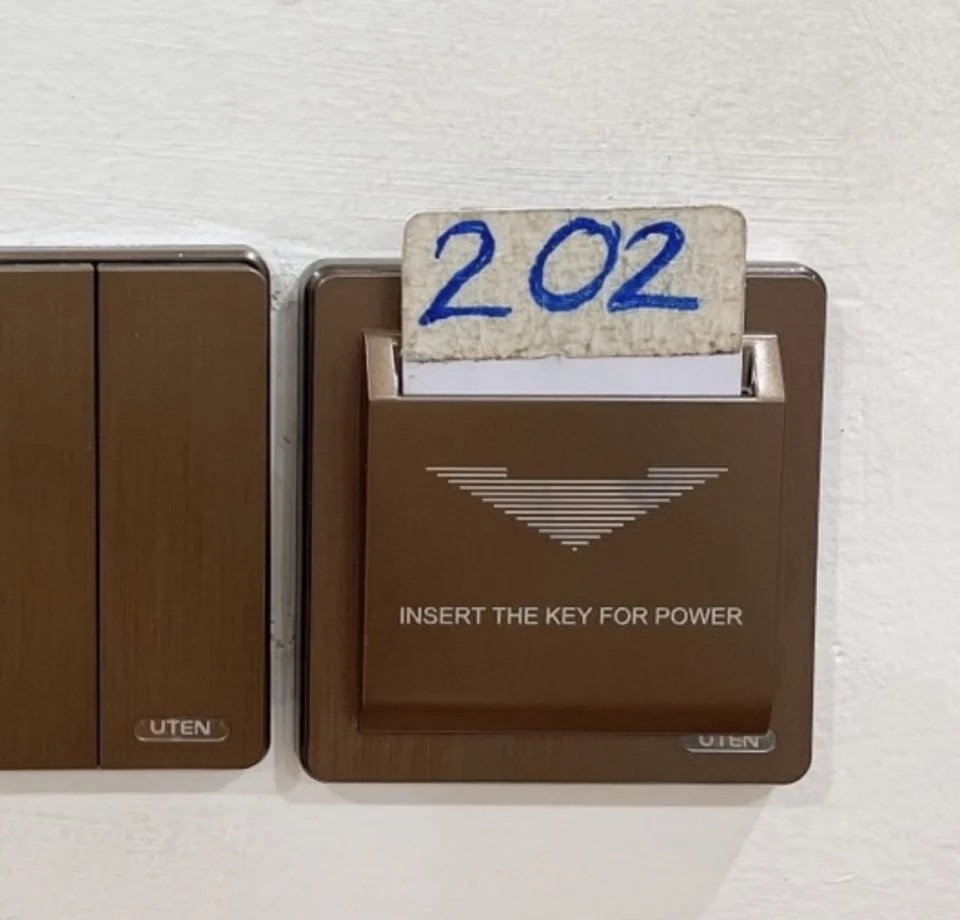 202
INSERT THE KEY FOR POWER
UTEN
UTEN